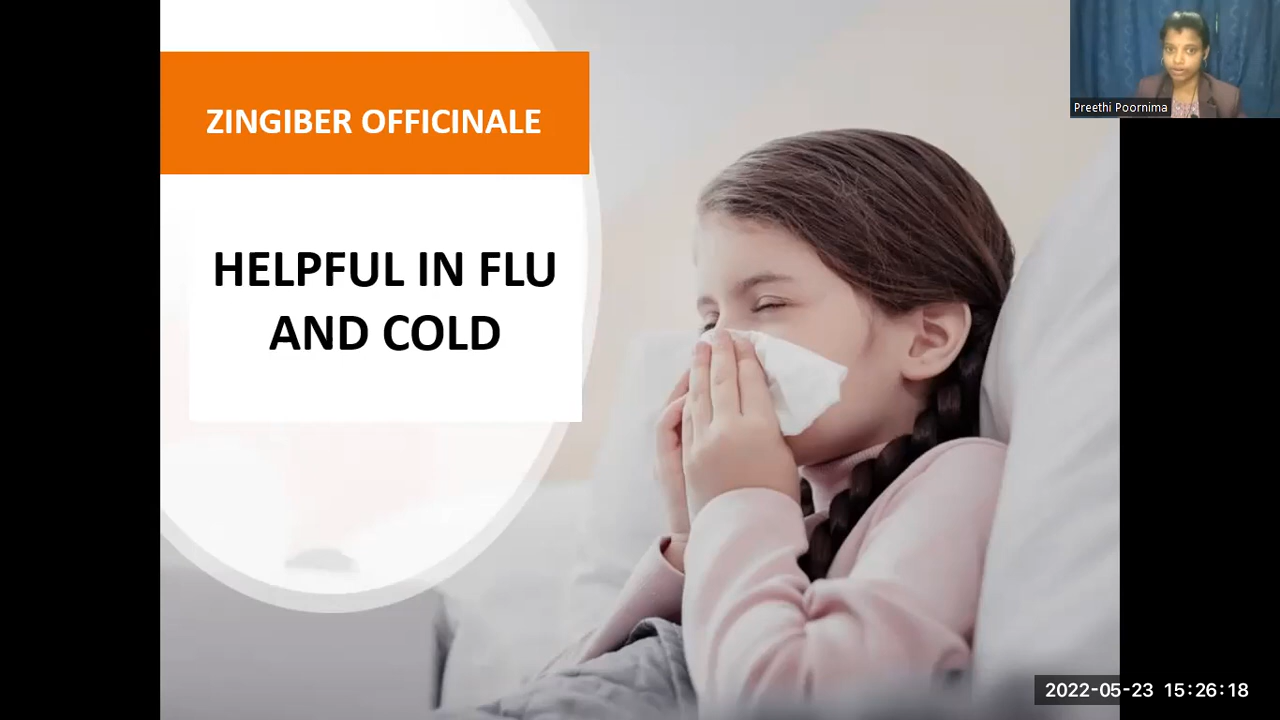 ZINGIBER OFFICINALE
HELPFUL IN FLU
AND COLD
Preethi Poornima
2022-05-23 15:26:18